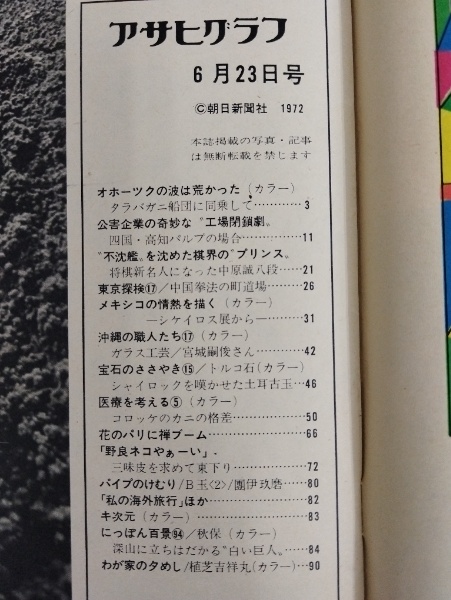 アサヒグラフ
6月23日号
©朝日新聞社 1972
本誌掲載の写真・記事
は無断転載を禁じます
オホーツクの波は荒かった(カラー)
タラバガニ船団に同乗して…………3
公害企業の奇妙な〝工場閉鎖劇〟
四国・高知パルプの場合…………11
〝不沈艦〟を沈めた棋界の〝プリンス〟
将棋新名人になった中原誠八段……21
東京探検⑰/中国拳法の町道場………26
メキシコの情熱を描く(カラー)
―シケイロス展から―………31
沖縄の職人たち⑰(カラー)
ガラス工芸/宮城嗣俊さん…………42
宝石のささやき⑮/トルコ石(カラー)
シャイロックを嘆かせた土耳古玉…46
医療を考える⑤(カラー)
コロッケのカニの格差…………50
花のパリに禅ブーム…………66
「野良ネコやぁーい」
三味皮を求めて東下り…………72
パイプのけむり/B玉〈2〉/團伊玖磨……80
「私の海外旅行」ほか…………82
キ次元(カラー)…………83
にっぽん百景94/秋保(カラー)
深山に立ちはだかる〝白い巨人〟……84
わが家の夕めし/植芝吉祥丸(カラー)…90